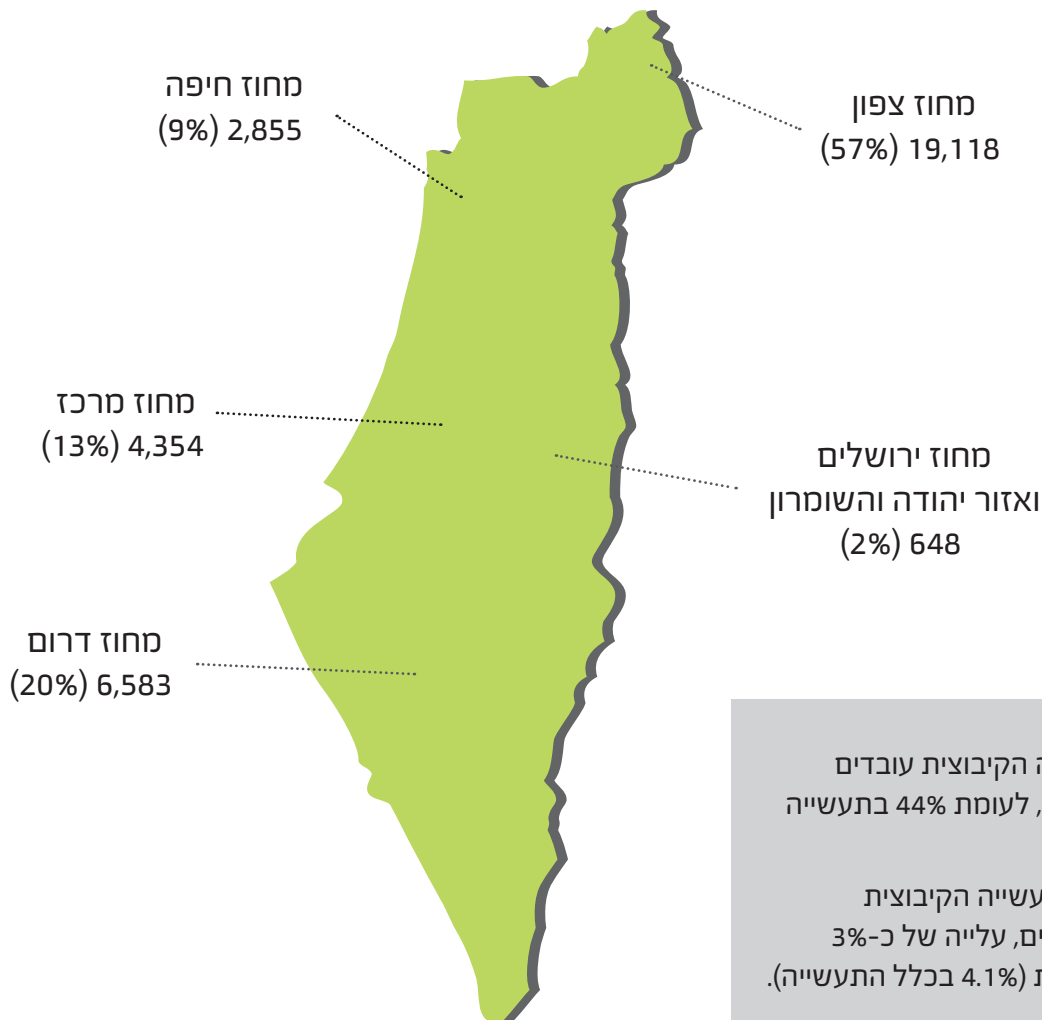 מחוז חיפה
2,855 (9%)
מחוז צפון
19,118 (57%)
מחוז מרכז
4,354 (13%)
מחוז ירושלים
ואזור יהודה והשומרון
648 (2%)
מחוז דרום
6,583 (20%)
הקיבוצית עובדים
, לעומת 44% בתעשייה
הקיבוצית
, עלייה של כ-3%
(4.1% בכלל התעשייה).